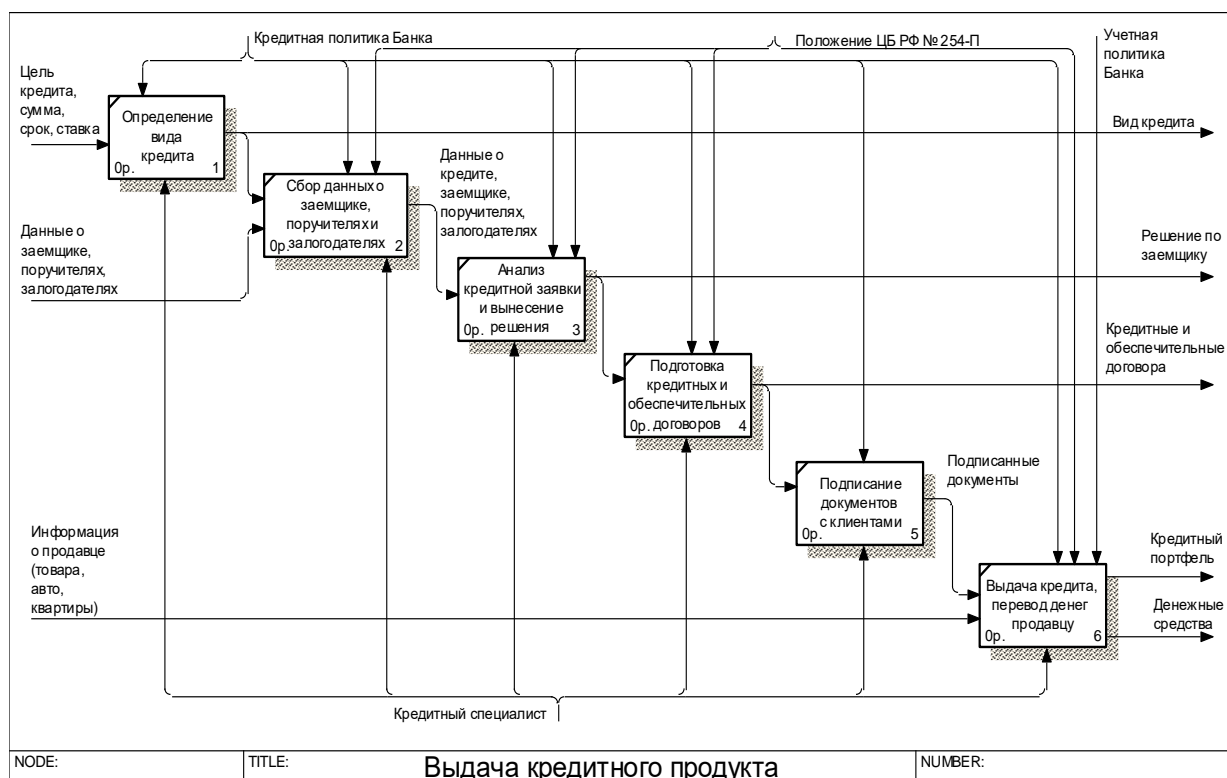 Кредитная политика Банка
Положение ЦБ РФ № 254-П
Учетная
политика
Банка
Цель
кредита,
сумма,
срок, ставка
Определение
вида
кредита
0р. 1
Вид кредита
Данные о
заемщике,
поручителях,
залогодателях
Сбор данных о
заемщике,
поручителях и
залогодателях
0р. 2
Данные о
кредите,
заемщике,
поручителях,
залогодателях
Анализ
кредитной заявки
и вынесение
решения
0р. 3
Решение по
заемщику
Подготовка
кредитных и
обеспечительных
договоров
0р. 4
Кредитные и
обеспечительные
договора
Подписание
документов
с клиентами
0р. 5
Подписанные
документы
Информация
о продавце
(товара,
авто,
квартиры)
Выдача кредита,
перевод денег
продавцу
0р. 6
Кредитный
портфель
Денежные
средства
Кредитный специалист
NODE:
TITLE:
Выдача кредитного продукта
NUMBER: